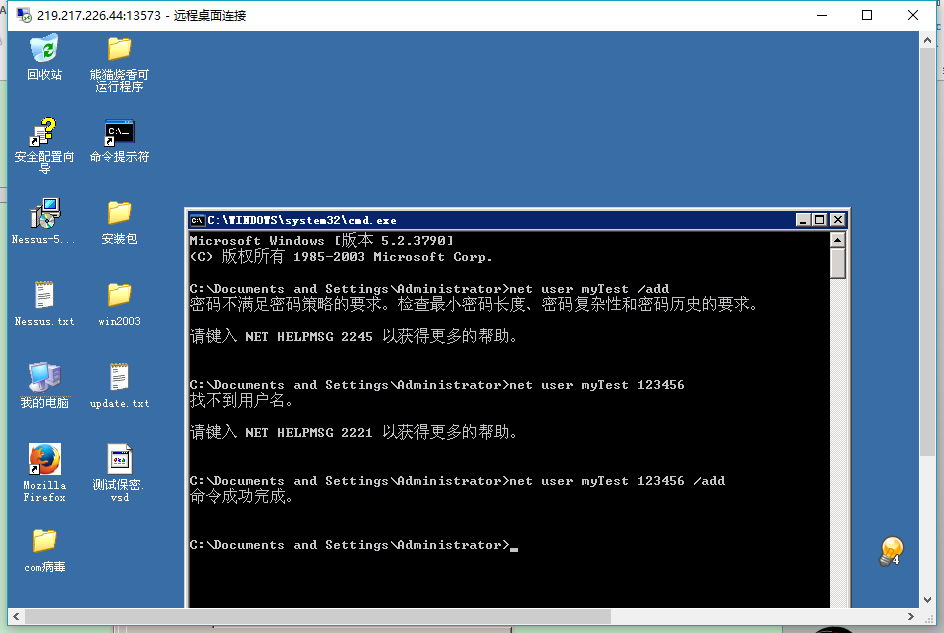 219.217.226.44:13573 - 远程桌面连接
回收站
熊猫烧香可
运行程序
安全配置向
导
命令提示符
Nessus-5...
安装包
Nessus.txt
win2003
我的电脑
update.txt
Mozilla
Firefox
测试保密.
vsd
com病毒
C:\WINDOWS\system32\cmd.exe
Microsoft Windows [版本 5.2.3790]
(C) 版权所有 1985-2003 Microsoft Corp.
C:\Documents and Settings\Administrator>net user myTest /add
密码不满足密码策略的要求。检查最小密码长度、密码复杂性和密码历史的要求。
请键入 NET HELPMSG 2245 以获得更多的帮助。
C:\Documents and Settings\Administrator>net user myTest 123456
找不到用户名。
请键入 NET HELPMSG 2221 以获得更多的帮助。
C:\Documents and Settings\Administrator>net user myTest 123456 /add
命令成功完成。
C:\Documents and Settings\Administrator>_
4